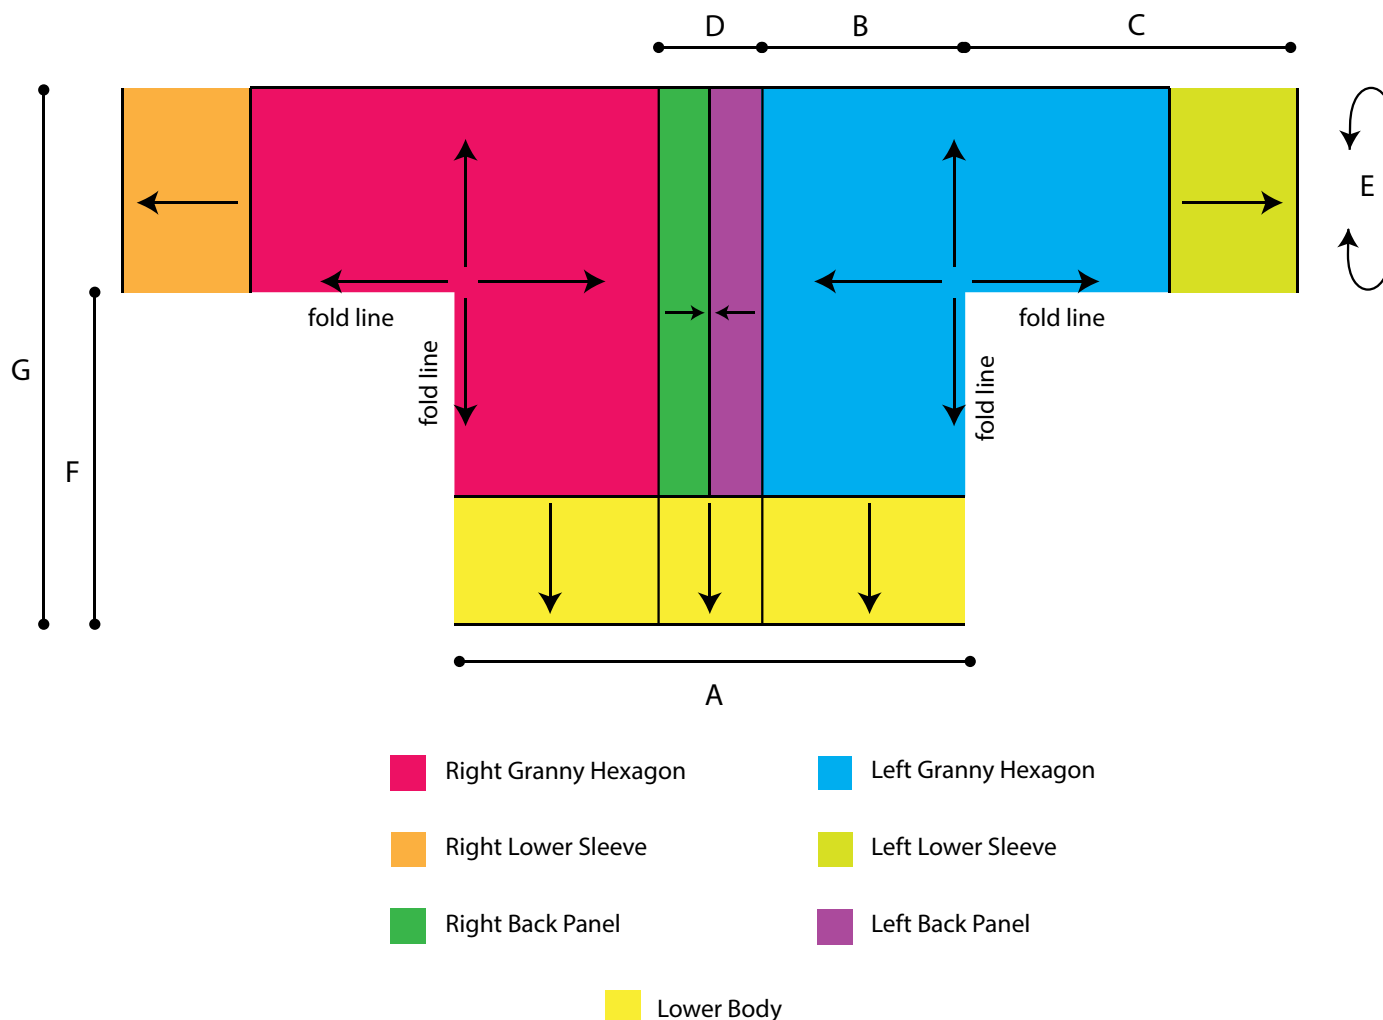 D
B
C
E
G
F
fold line
fold line
fold line
fold line
A
Right Granny Hexagon
Left Granny Hexagon
Right Lower Sleeve
Left Lower Sleeve
Right Back Panel
Left Back Panel
Lower Body